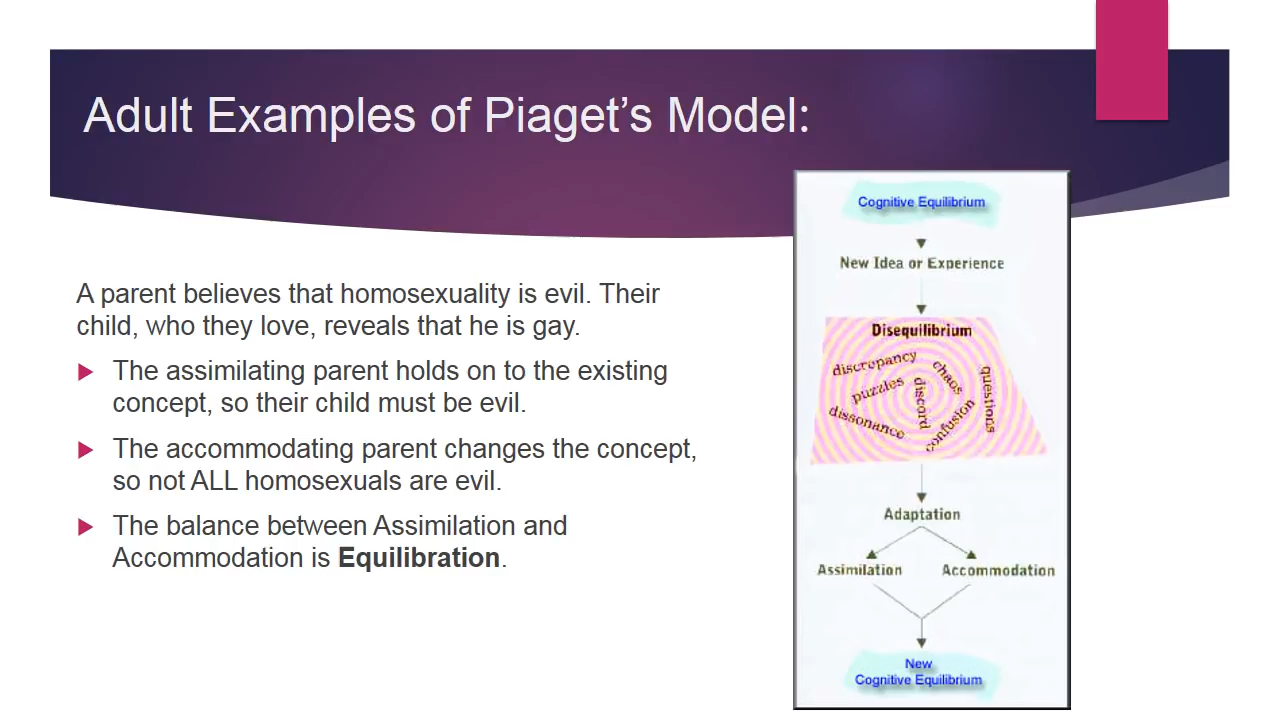 Adult Examples of Piaget’s Model:
A parent believes that homosexuality is evil. Their
child, who they love, reveals that he is gay.
The assimilating parent holds on to the existing
concept, so their child must be evil.
The accommodating parent changes the concept,
so not ALL homosexuals are evil.
The balance between Assimilation and
Accommodation is Equilibration.
Cognitive Equilibrium
New Idea or Experience
Disequilibrium
discrepancy
chaos
puzzles
discord
questions
dissonance
confusion
Adaptation
Assimilation
Accommodation
New
Cognitive Equilibrium